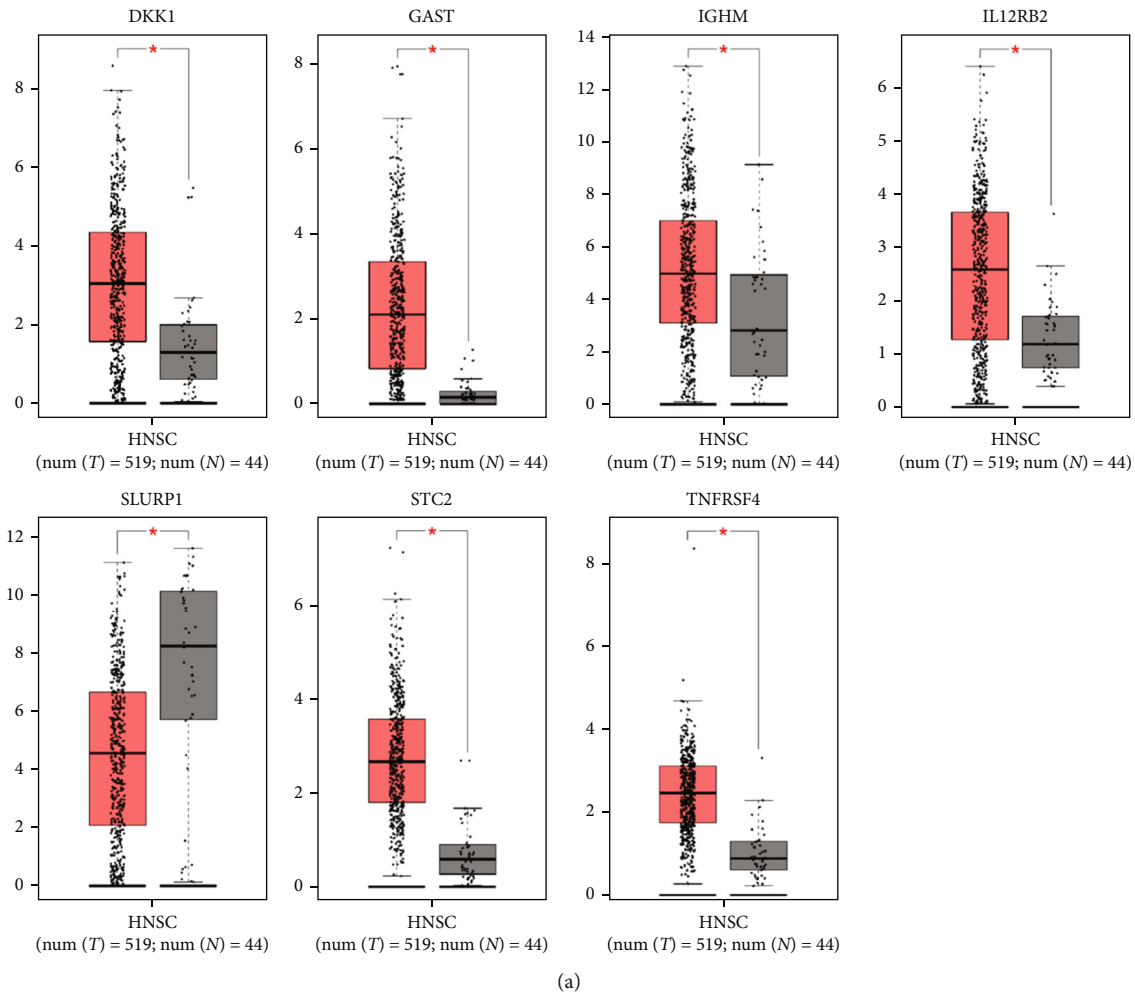 DKK1
GAST
IGHM
IL12RB2
8
6
4
2
0
*
HNSC
(num (T) = 519; num (N) = 44)
8
6
4
2
0
*
HNSC
(num (T) = 519; num (N) = 44)
14
12
10
8
6
4
2
0
*
HNSC
(num (T) = 519; num (N) = 44)
6
5
4
3
2
1
0
*
HNSC
(num (T) = 519; num (N) = 44)
SLURP1
STC2
TNFRSF4
12
10
8
6
4
2
0
*
HNSC
(num (T) = 519; num (N) = 44)
6
4
2
0
*
HNSC
(num (T) = 519; num (N) = 44)
8
6
4
2
0
*
HNSC
(num (T) = 519; num (N) = 44)
(a)